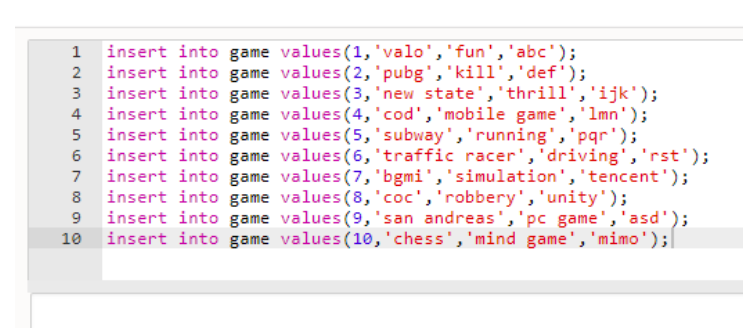 1 insert into game values(1,'valo','fun','abc');
2 insert into game values(2,'pubg','kill','def');
3 insert into game values(3,'new state','thrill','ijk');
4 insert into game values(4,'cod','mobile game','lmn');
5 insert into game values(5,'subway','running','pqr');
6 insert into game values(6,'traffic racer','driving','rst');
7 insert into game values(7,'bgmi','simulation','tencent');
8 insert into game values(8,'coc','robbery','unity');
9 insert into game values(9,'san andreas','pc game','asd');
10 insert into game values(10,'chess','mind game','mimo');